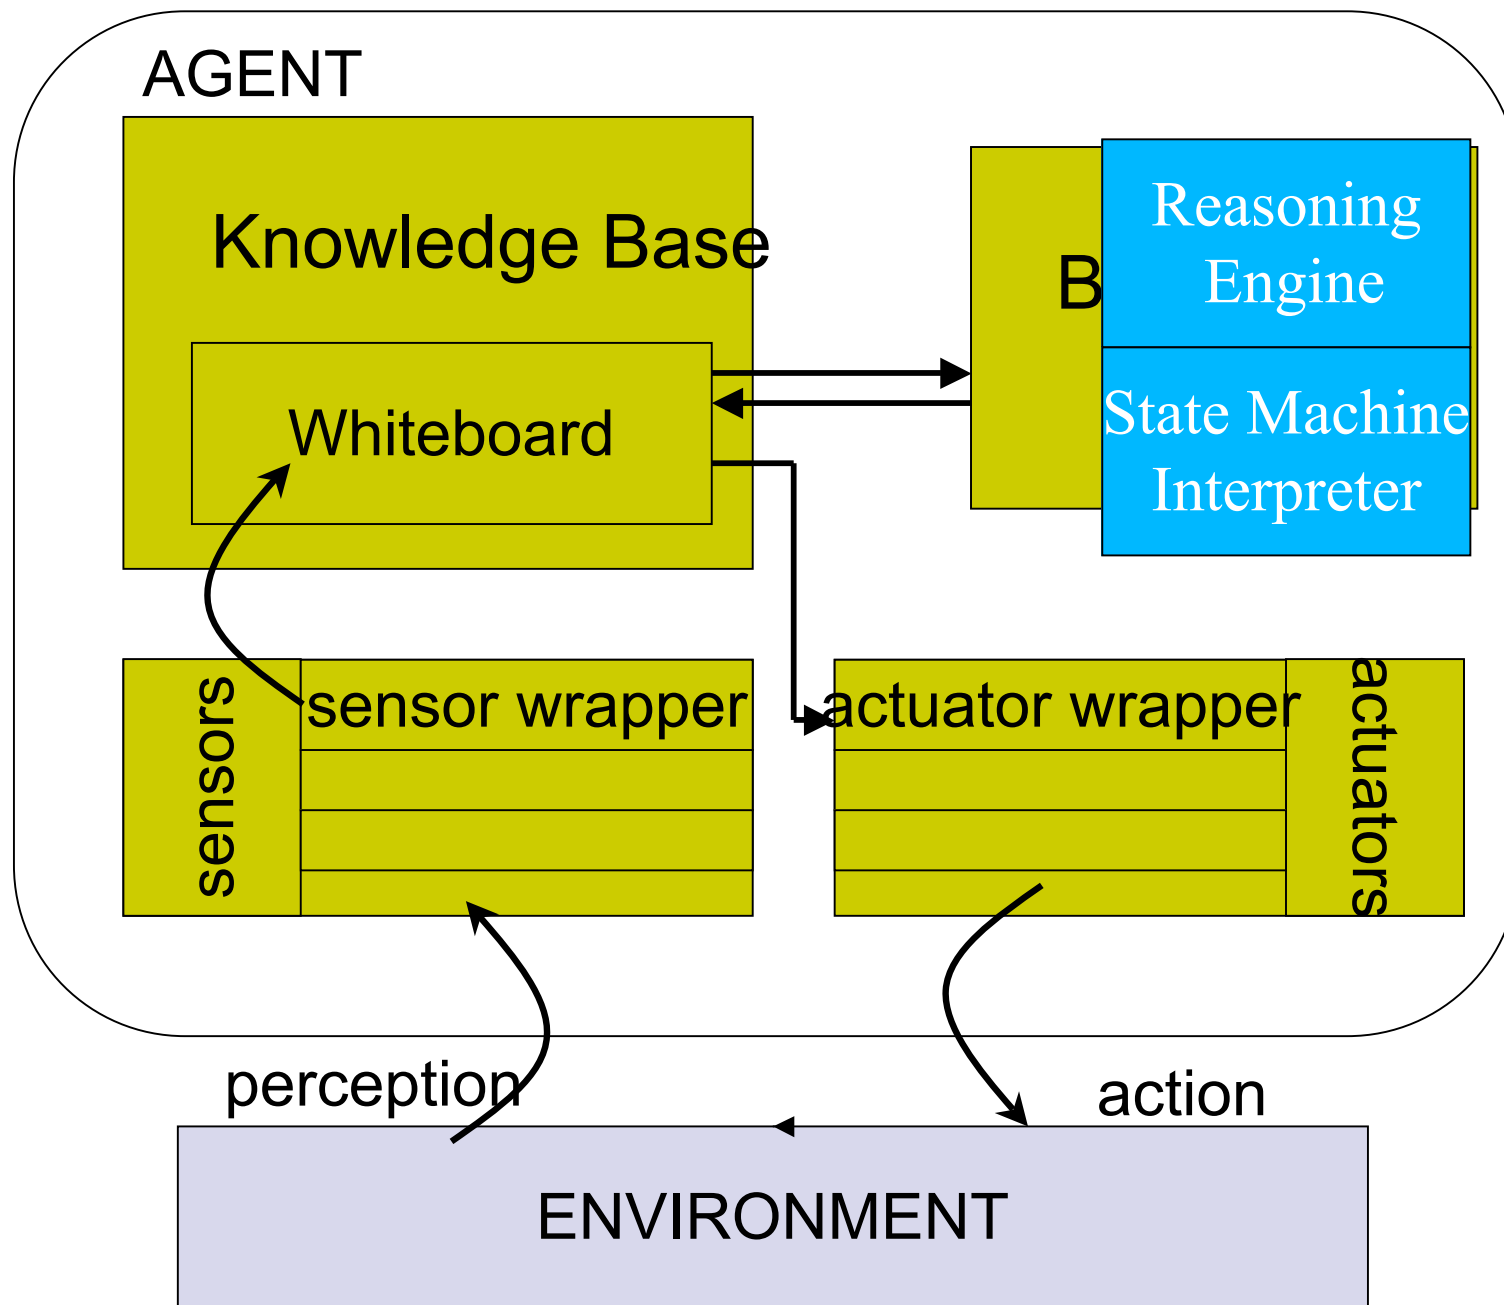 AGENT
Knowledge Base
Whiteboard
B
Reasoning
Engine
State Machine
Interpreter
sensors
sensor wrapper
actuator wrapper
actuators
perception
action
ENVIRONMENT